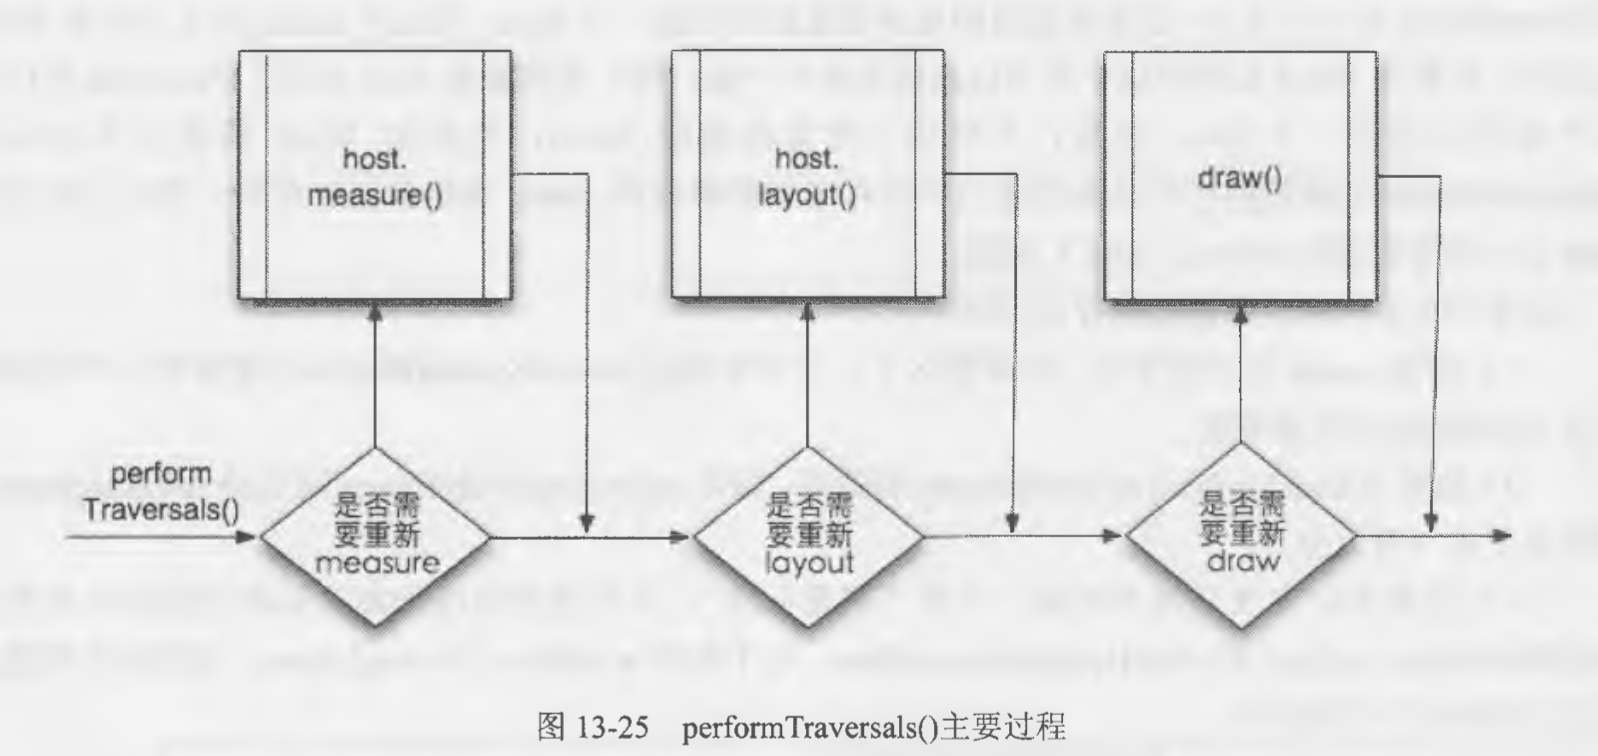 host.
measure()
host.
layout()
draw()
perform
Traversals()
是否需
要重新
measure
是否需
要重新
layout
是否需
要重新
draw
图 13-25 performTraversals()主要过程